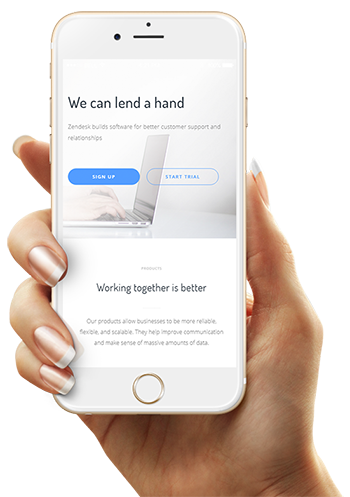 We can lend a hand
Zendesk builds software for better customer support and
relationships
SIGN UP
START TRIAL
PRODUCTS
Working together is better
Our products allow businesses to be more reliable,
flexible, and scalable. They help improve communication
and make sense of massive amounts of data.